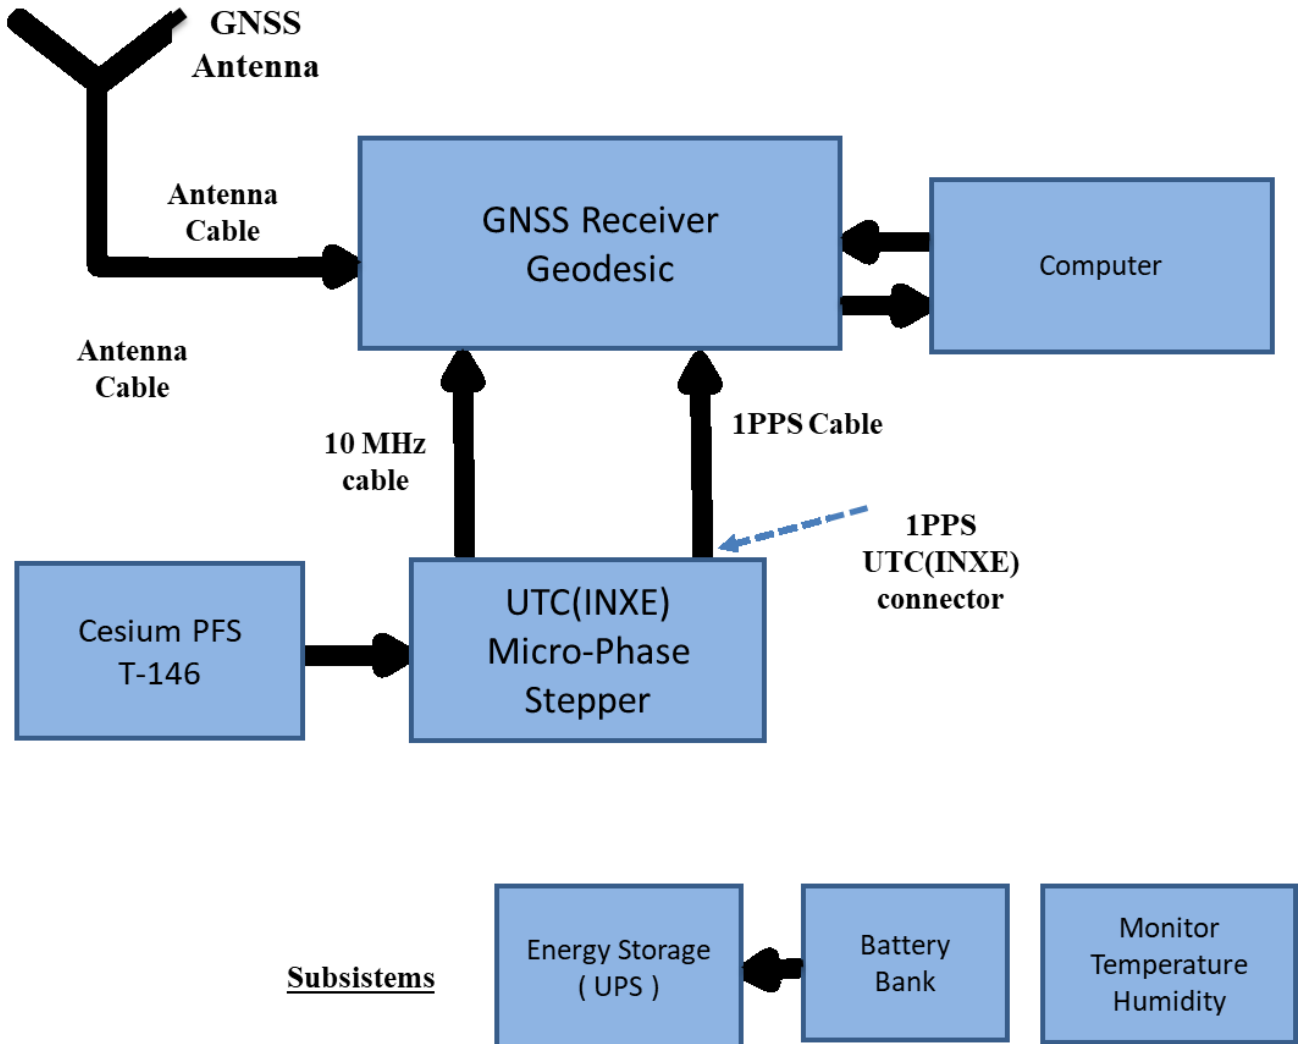 GNSS
Antenna
Antenna
Cable
GNSS Receiver
Geodesic
Computer
Antenna
Cable
10 MHz
cable
1PPS Cable
1PPS
UTC(INXE)
connector
Cesium PFS
T-146
UTC(INXE)
Micro-Phase
Stepper
Subsistems
Energy Storage
( UPS )
Battery
Bank
Monitor
Temperature
Humidity